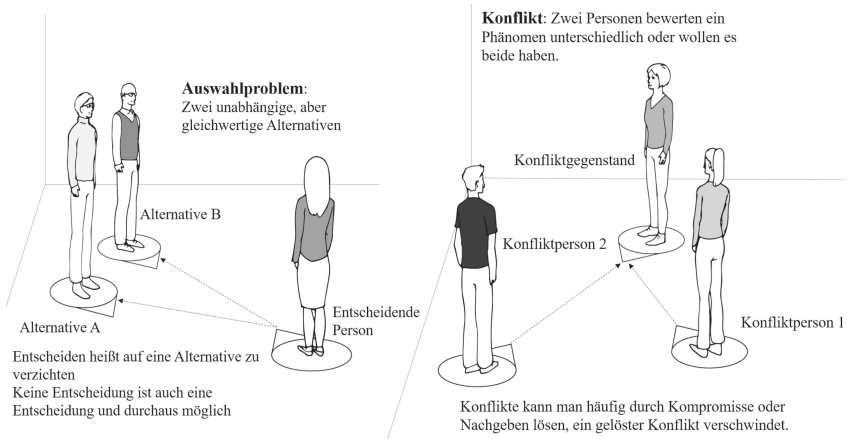 Auswahlproblem:
Zwei unabhängige, aber
gleichwertige Alternativen
Alternative B
Alternative A
Entscheidende
Person
Entscheiden heißt auf eine Alternative zu
verzichten
Keine Entscheidung ist auch eine
Entscheidung und durchaus möglich
Konflikt: Zwei Personen bewerten ein
Phänomen unterschiedlich oder wollen es
beide haben.
Konfliktgegenstand
Konfliktperson 2
Konfliktperson 1
Konflikte kann man häufig durch Kompromisse oder
Nachgeben lösen, ein gelöster Konflikt verschwindet.